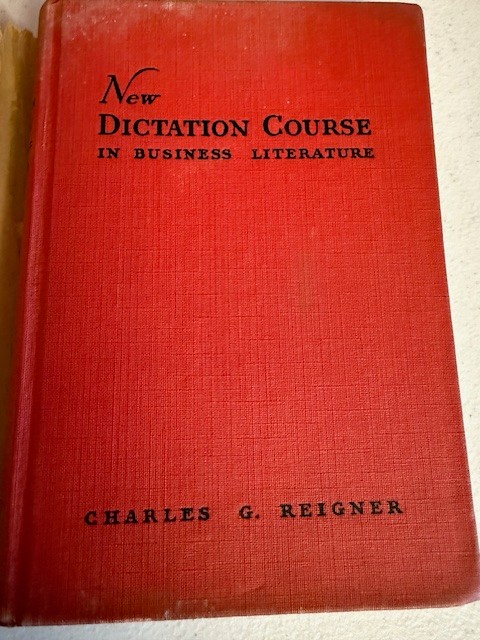 New
DICTATION COURSE
IN BUSINESS LITERATURE
CHARLES G. REIGNER